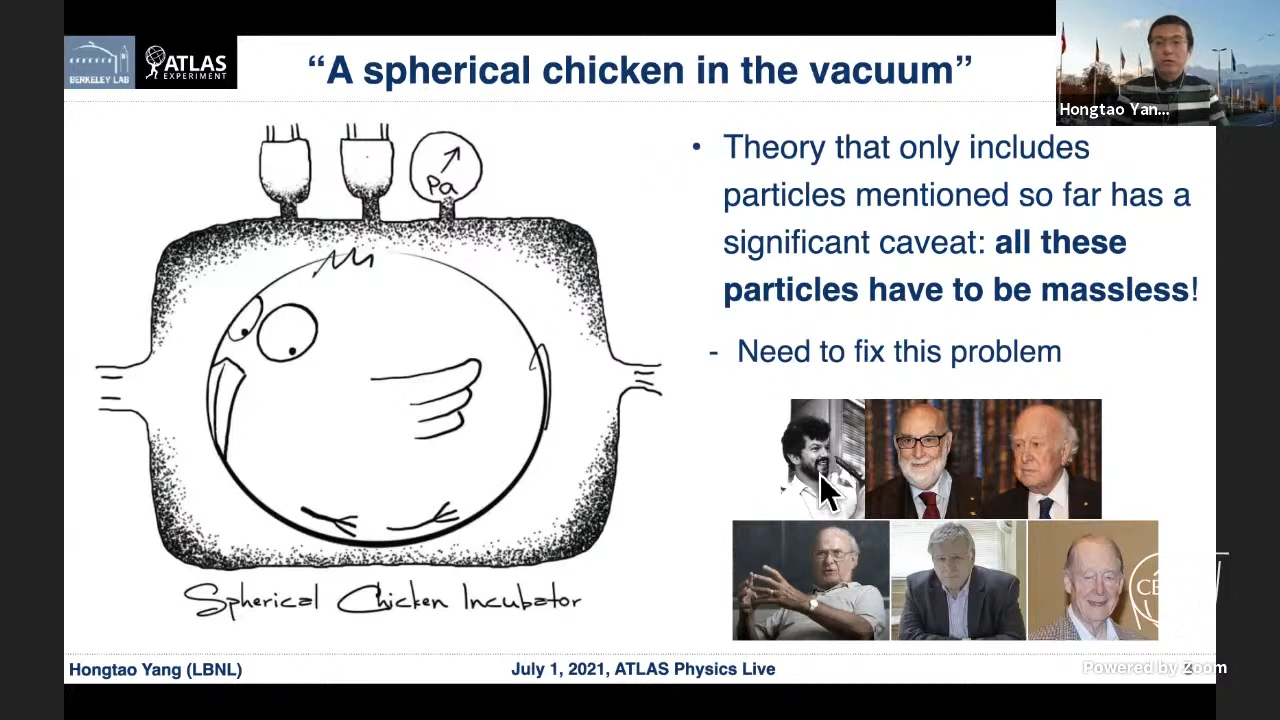 BERKELEY LAB
ATLAS
EXPERIMENT
“A spherical chicken in the vacuum”
Hongtao Yan...
Pa
• Theory that only includes
particles mentioned so far has a
significant caveat: all these
particles have to be massless!
- Need to fix this problem
Spherical Chicken Incubator
Hongtao Yang (LBNL)
July 1, 2021, ATLAS Physics Live
Powered by Zoom